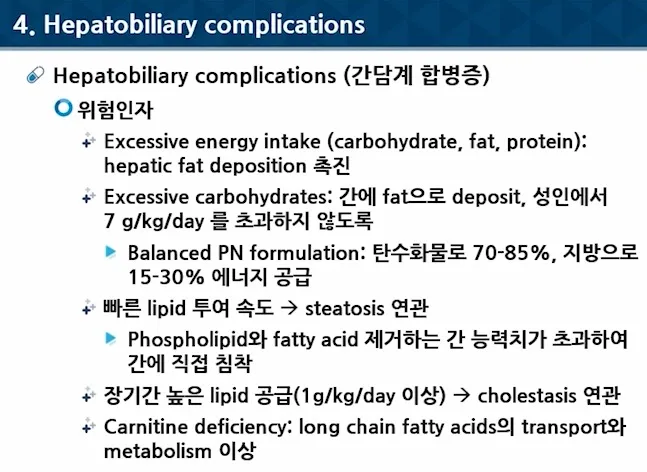 4. Hepatobiliary complications
Hepatobiliary complications (간담계 합병증)
위험인자
Excessive energy intake (carbohydrate, fat, protein):
hepatic fat deposition 촉진
Excessive carbohydrates: 간에 fat으로 deposit, 성인에서
7 g/kg/day 를 초과하지 않도록
Balanced PN formulation: 탄수화물로 70-85%, 지방으로
15-30% 에너지 공급
빠른 lipid 투여 속도 → steatosis 연관
Phospholipid와 fatty acid 제거하는 간 능력치가 초과하여
간에 직접 침착
장기간 높은 lipid 공급(1g/kg/day 이상) → cholestasis 연관
Carnitine deficiency: long chain fatty acids의 transport와
metabolism 이상